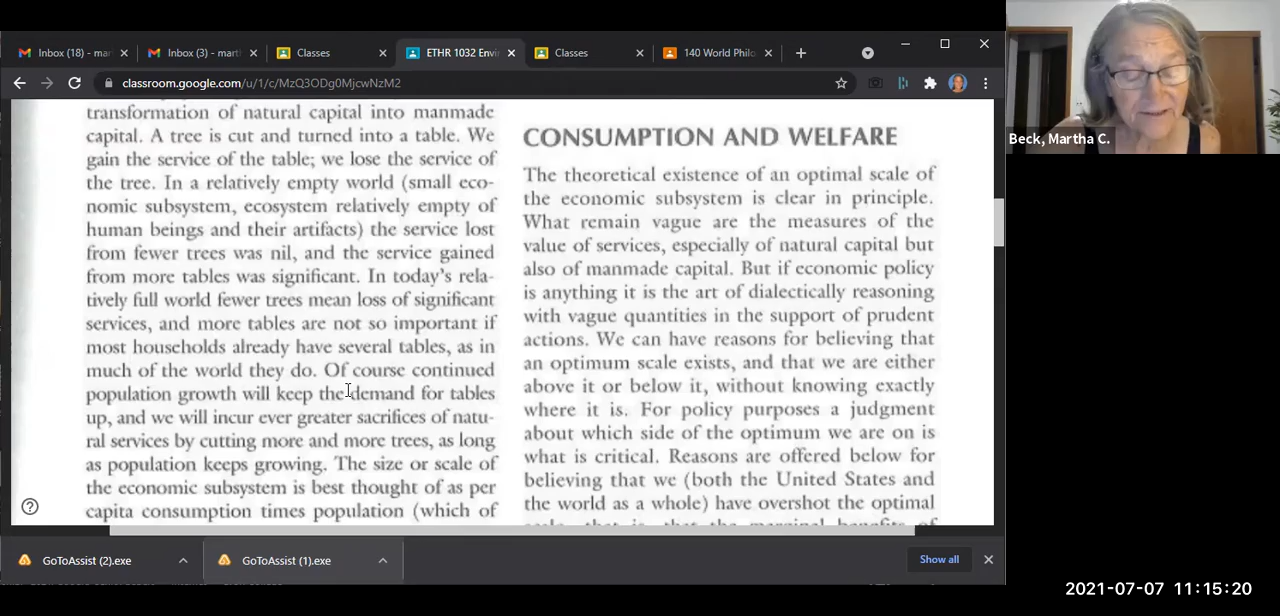 Inbox (18) - mar
Inbox (3) - marth
Classes
ETHR 1032 Envi
Classes
140 World Philo
classroom.google.com/u/1/c/MzQ3ODg0MjcwNzM2
Beck, Martha C.
transformation of natural capital into manmade
capital. A tree is cut and turned into a table. We
gain the service of the table; we lose the service of
the tree. In a relatively empty world (small eco-
nomic subsystem, ecosystem relatively empty of
human beings and their artifacts) the service lost
from fewer trees was nil, and the service gained
from more tables was significant. In today's rela-
tively full world fewer trees mean loss of significant
services, and more tables are not so important if
most households already have several tables, as in
much of the world they do. Of course continued
population growth will keep the demand for tables
up, and we will incur ever greater sacrifices of natu-
ral services by cutting more and more trees, as long
as population keeps growing. The size or scale of
the economic subsystem is best thought of as per
capita consumption times population (which of
CONSUMPTION AND WELFARE
The theoretical existence of an optimal scale of
the economic subsystem is clear in principle.
What remain vague are the measures of the
value of services, especially of natural capital but
also of manmade capital. But if economic policy
is anything it is the art of dialectically reasoning
with vague quantities in the support of prudent
actions. We can have reasons for believing that
an optimum scale exists, and that we are either
above it or below it, without knowing exactly
where it is. For policy purposes a judgment
about which side of the optimum we are on is
what is critical. Reasons are offered below for
believing that we (both the United States and
the world as a whole) have overshot the optimal
that the marginal benefits of
GoToAssist (2).exe
GoToAssist (1).exe
Show all
2021-07-07 11:15:20